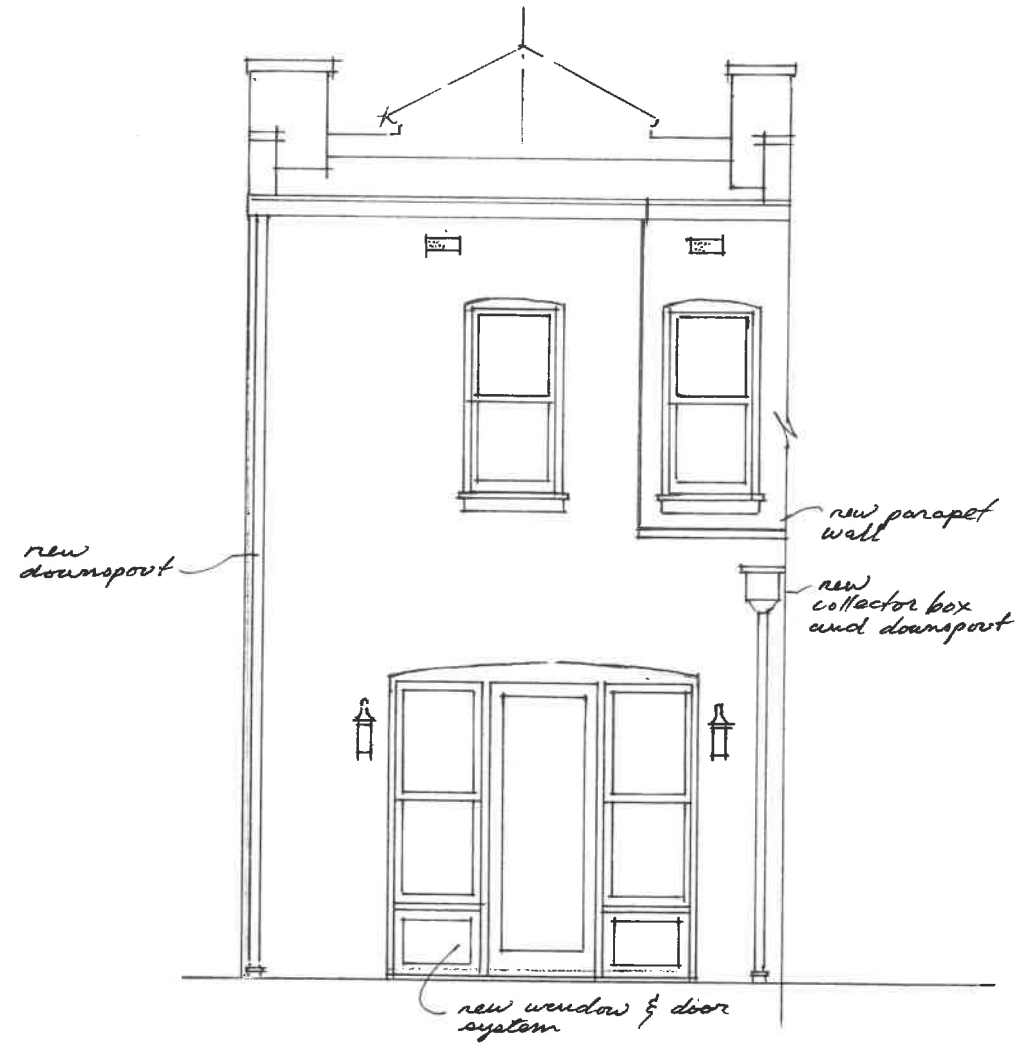 new parapet
wall
new
downspout
new
collector box
and downspout
new window & door
system